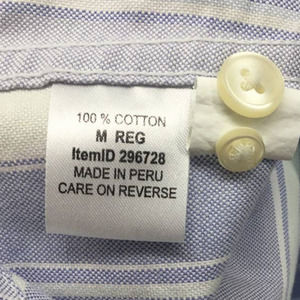 100 % COTTON
M REG
ItemID 296728
MADE IN PERU
CARE ON REVERSE